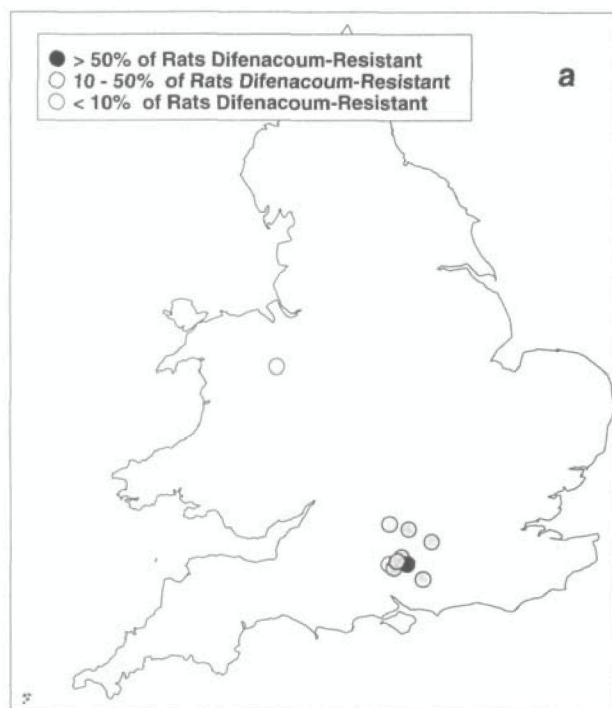 > 50% of Rats Difenacoum-Resistant
10 - 50% of Rats Difenacoum-Resistant
< 10% of Rats Difenacoum-Resistant
a